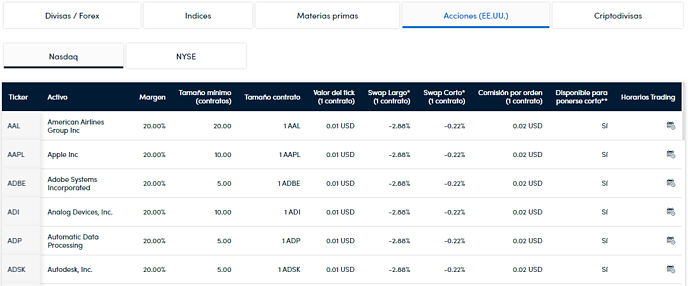 Divisas / Forex Indices Materias primas Acciones (EE.UU.) Criptodivisas
Nasdaq NYSE
Ticker Activo Margen Tamaño mínimo (contratos) Tamaño contrato Valor del tick (1 contrato) Swap Largo* (1 contrato) Swap Corto* (1 contrato) Comisión por orden (1 contrato) Disponible para ponerse corto** Horarios Trading
AAL American Airlines Group Inc 20.00% 20.00 1 AAL 0.01 USD -2.88% -0.22% 0.02 USD Sí
AAPL Apple Inc 20.00% 10.00 1 AAPL 0.01 USD -2.88% -0.22% 0.02 USD Sí
ADBE Adobe Systems Incorporated 20.00% 5.00 1 ADBE 0.01 USD -2.88% -0.22% 0.02 USD Sí
ADI Analog Devices, Inc. 20.00% 10.00 1 ADI 0.01 USD -2.88% -0.22% 0.02 USD Sí
ADP Automatic Data Processing 20.00% 5.00 1 ADP 0.01 USD -2.88% -0.22% 0.02 USD Sí
ADSK Autodesk, Inc. 20.00% 5.00 1 ADSK 0.01 USD -2.88% -0.22% 0.02 USD Sí